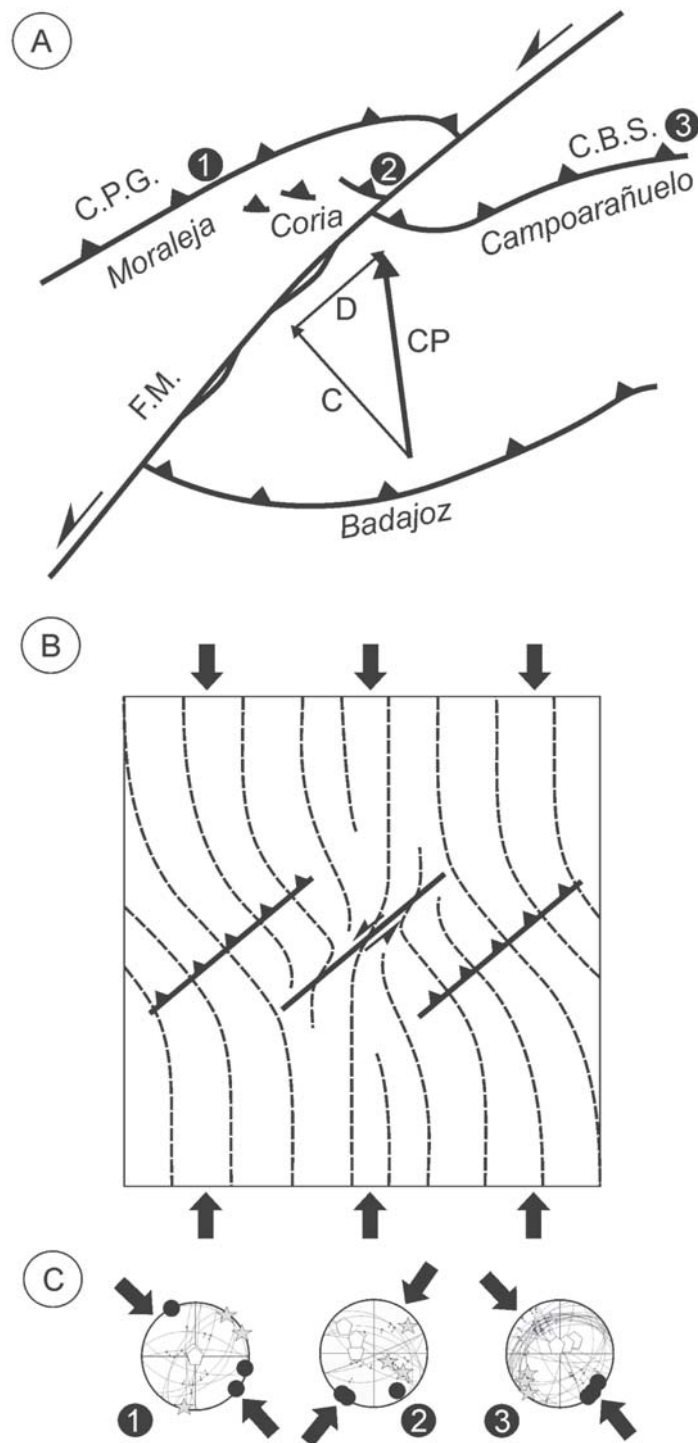 A
C.P.G.
1
Moraleja
Coria
2
C.B.S.
3
Campoarañuelo
D
CP
C
F.M.
Badajoz
B
C
1
2
3